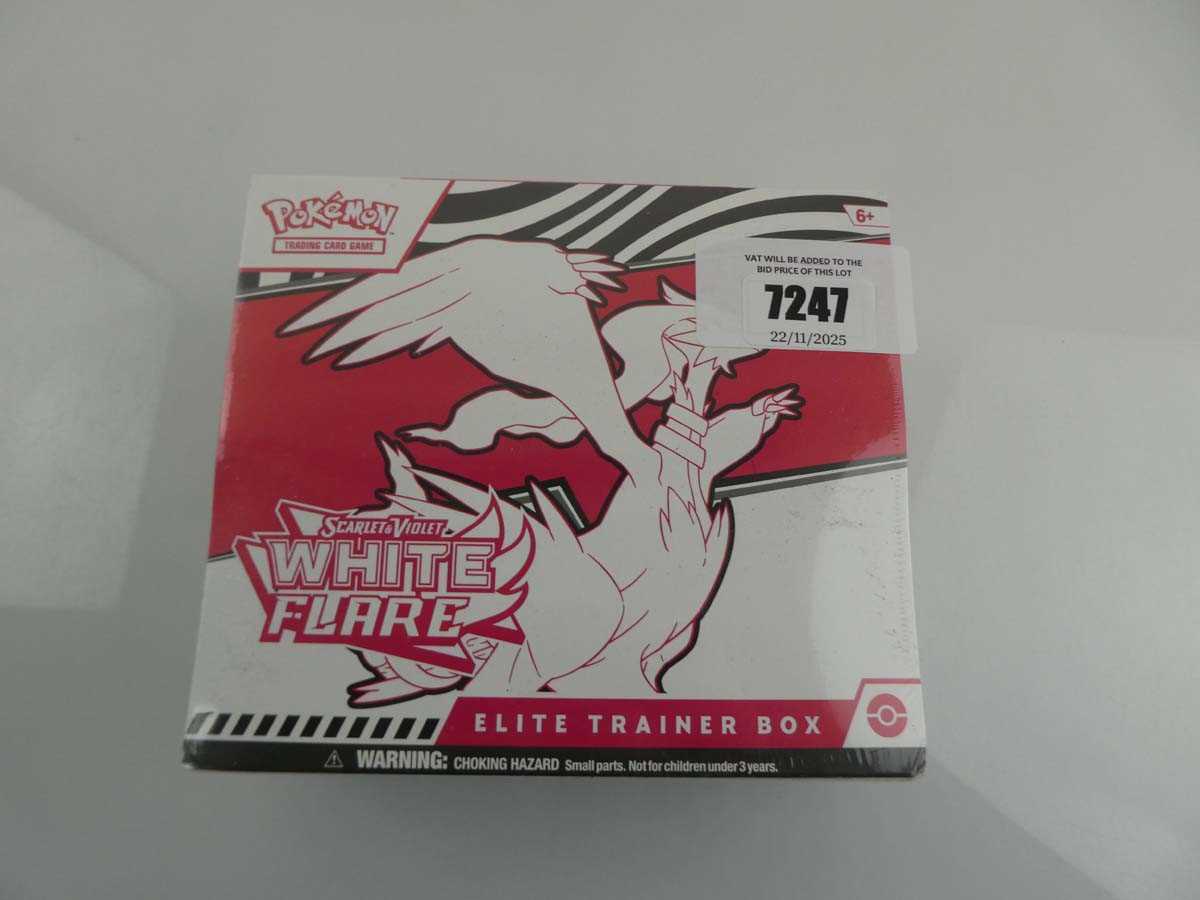 POKéMON
TRADING CARD GAME
6+
VAT WILL BE ADDED TO THE
BID PRICE OF THIS LOT
7247
22/11/2025
SCARLET & VIOLET
WHITE
FLARE
ELITE TRAINER BOX
WARNING: CHOKING HAZARD Small parts. Not for children under 3 years.